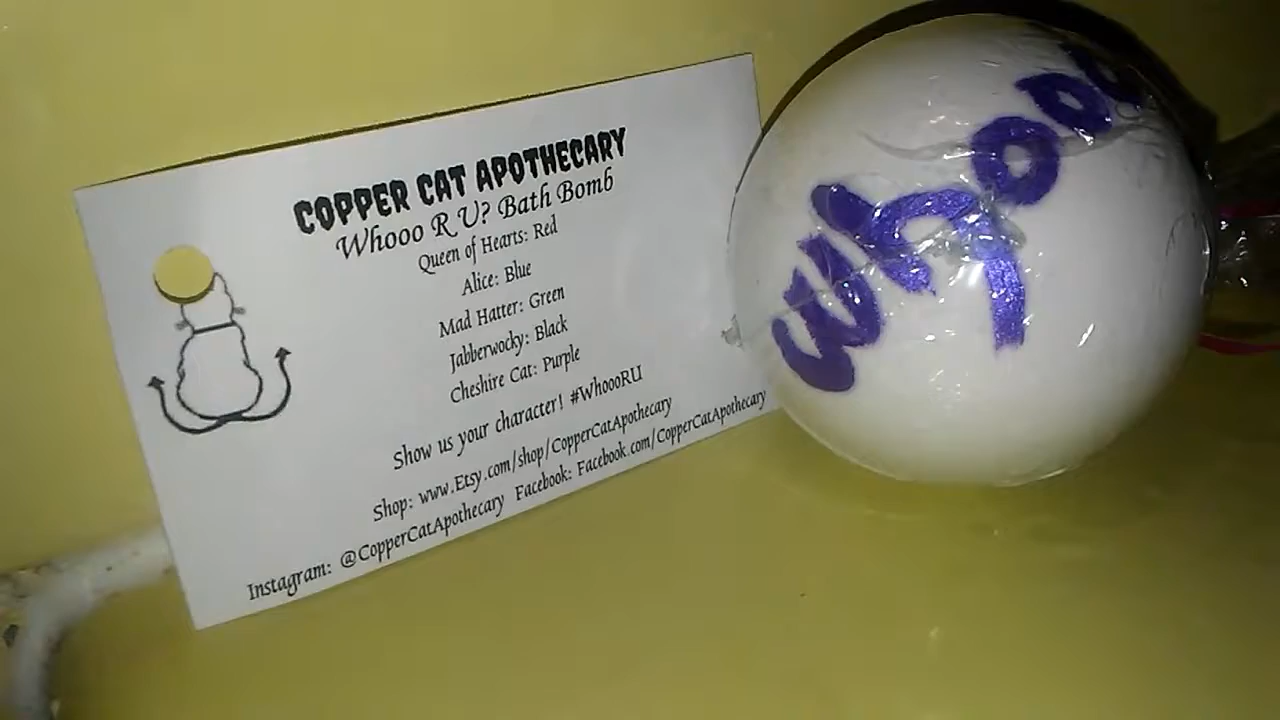 COPPER CAT APOTHECARY
Whooo R U? Bath Bomb
Queen of Hearts: Red
Alice: Blue
Mad Hatter: Green
Jabberwocky: Black
Cheshire Cat: Purple
Show us your character! #WhoooRU
Shop: www.Etsy.com/shop/CopperCatApothecary
Instagram: @CopperCatApothecary Facebook: Facebook.com/CopperCatApothecary
Whooo